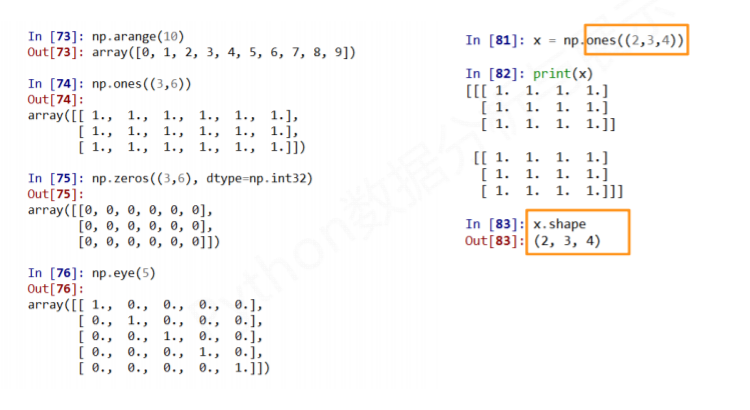 In [73]: np.arange(10)
Out[73]: array([0, 1, 2, 3, 4, 5, 6, 7, 8, 9])
In [74]: np.ones((3,6))
Out[74]:
array([[ 1., 1., 1., 1., 1., 1.],
[ 1., 1., 1., 1., 1., 1.],
[ 1., 1., 1., 1., 1., 1.]])
In [75]: np.zeros((3,6), dtype=np.int32)
Out[75]:
array([[0, 0, 0, 0, 0, 0],
[0, 0, 0, 0, 0, 0],
[0, 0, 0, 0, 0, 0]])
In [76]: np.eye(5)
Out[76]:
array([[ 1., 0., 0., 0., 0.],
[ 0., 1., 0., 0., 0.],
[ 0., 0., 1., 0., 0.],
[ 0., 0., 0., 1., 0.],
[ 0., 0., 0., 0., 1.]])
In [81]: x = np.ones((2,3,4))
In [82]: print(x)
[[[ 1. 1. 1. 1.]
[ 1. 1. 1. 1.]
[ 1. 1. 1. 1.]]
[[ 1. 1. 1. 1.]
[ 1. 1. 1. 1.]
[ 1. 1. 1. 1.]]]
In [83]: x.shape
Out[83]: (2, 3, 4)
Python数据分